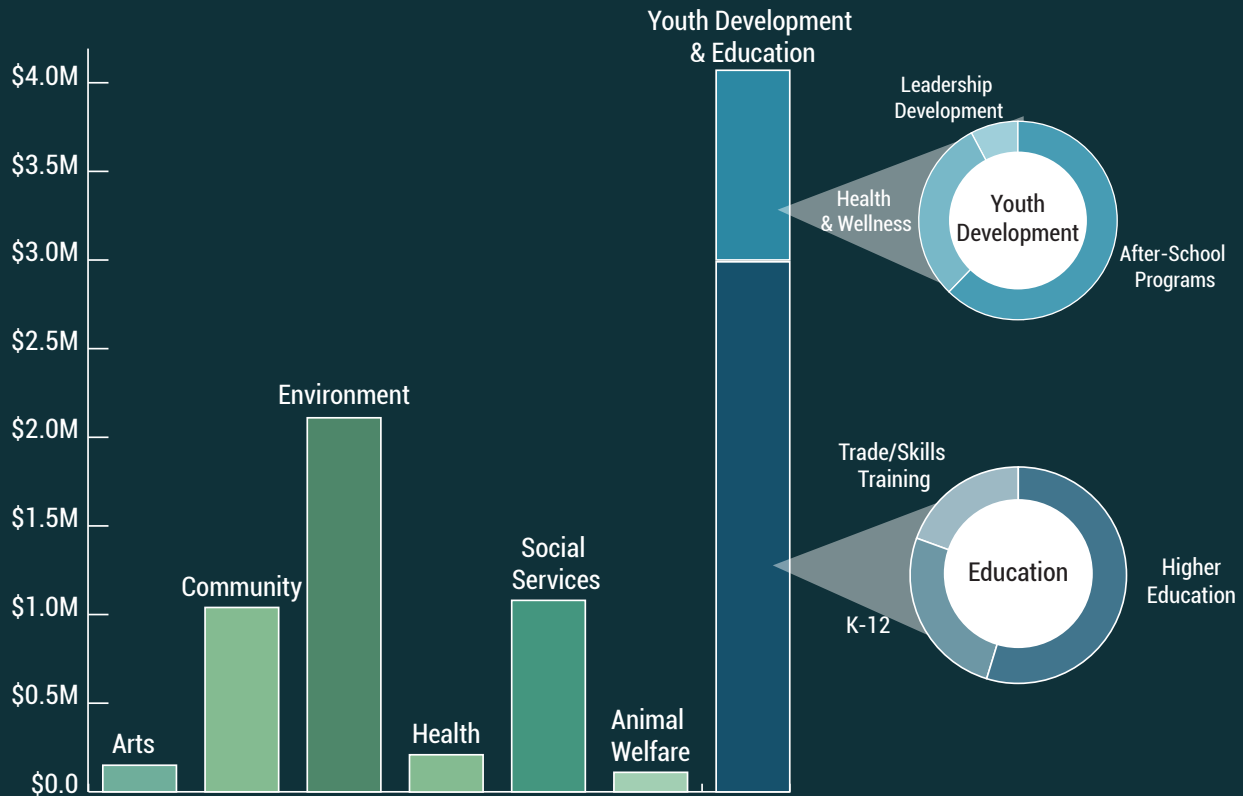 Youth Development
& Education
$4.0M
$3.5M
$3.0M
$2.5M
$2.0M
$1.5M
$1.0M
$0.5M
$0.0
Arts
Community
Environment
Health
Social
Services
Animal
Welfare
Leadership
Development
Health
& Wellness
Youth
Development
After-School
Programs
Trade/Skills
Training
K-12
Education
Higher
Education